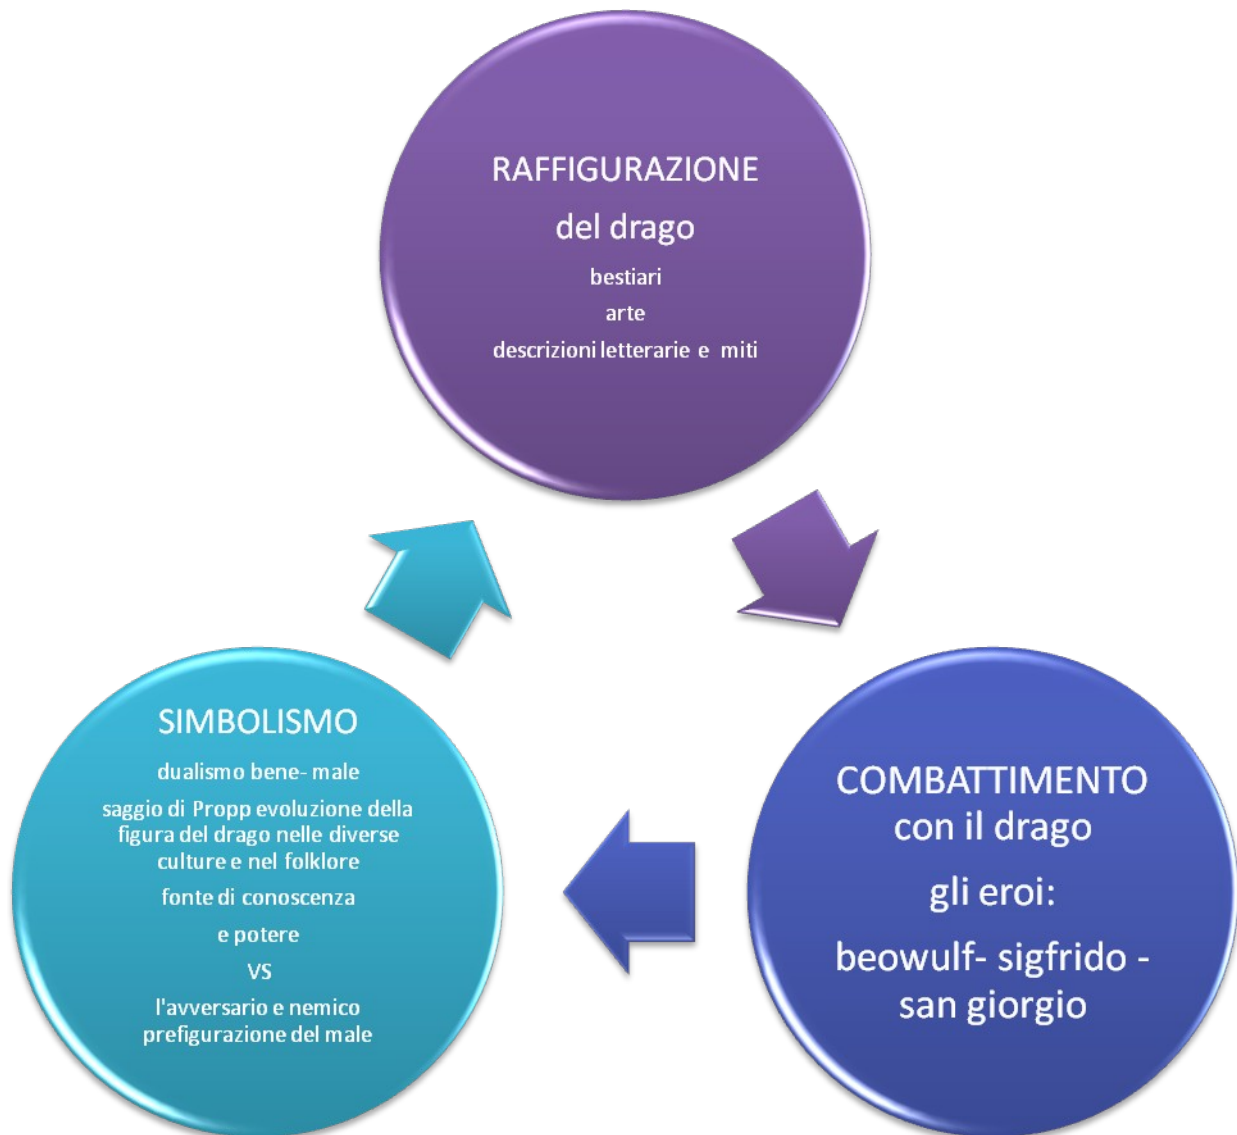 RAFFIGURAZIONE
del drago
bestiari
arte
descrizioni letterarie e miti
COMBATTIMENTO
con il drago
gli eroi:
beowulf- sigfrido -
san giorgio
SIMBOLISMO
dualismo bene- male
saggio di Propp evoluzione della
figura del drago nelle diverse
culture e nel folklore
fonte di conoscenza
e potere
VS
l'avversario e nemico
prefigurazione del male